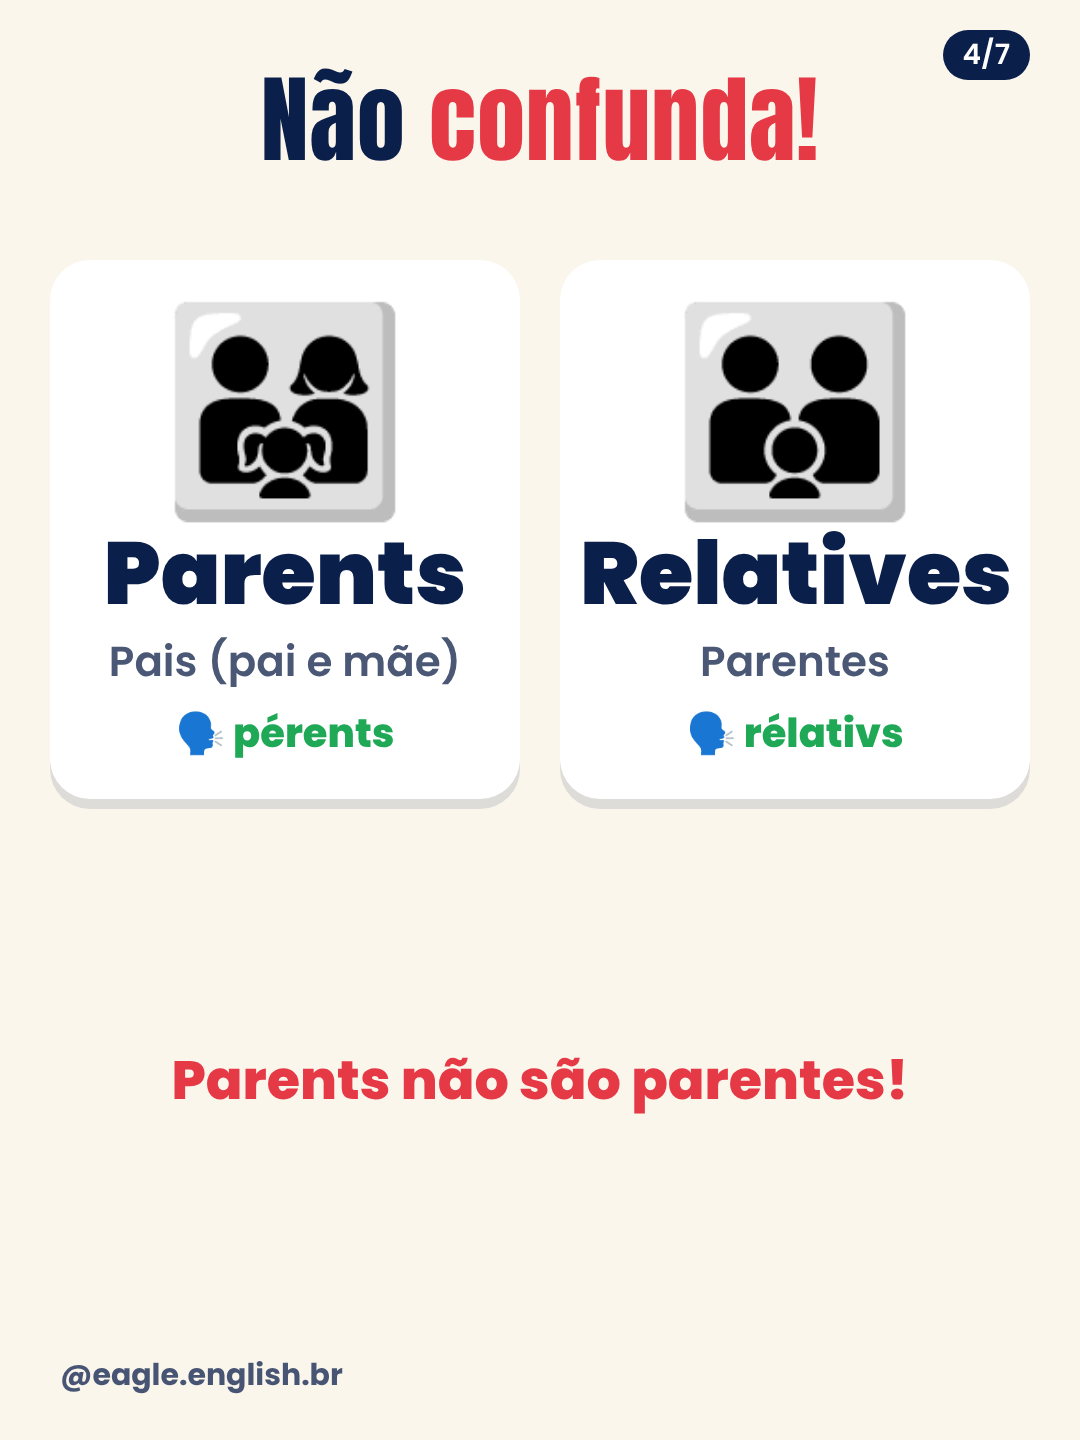 4/7
Não confunda!
Parents
Pais (pai e mãe)
pérents
Relatives
Parentes
rélativs
Parents não são parentes!
@eagle.english.br